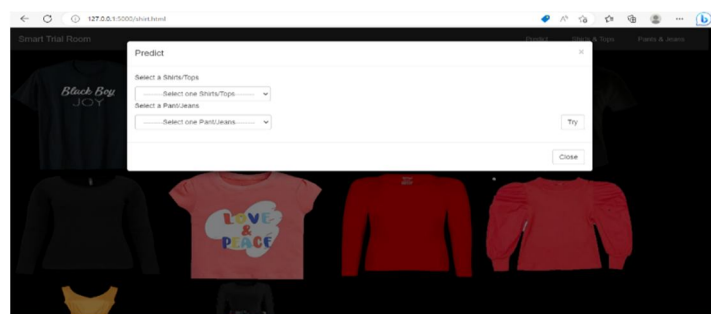 127.0.0.1:5000/shirt.html
Smart Trial Room
Predict
Shirts & Tops
Pants & Jeans
Predict
×
Select a Shirts/Tops
---------Select one Shirts/Tops---------
Select a Pant/Jeans
---------Select one Pant/Jeans---------
Try
Close
Black Boy
JOY
LOVE
&
PEACE